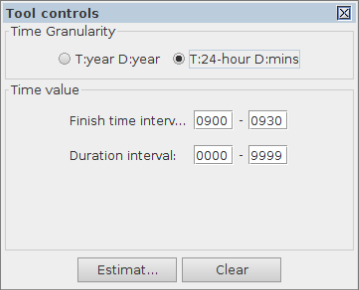 Tool controls
Time Granularity
T:year D:year T:24-hour D:mins
Time value
Finish time interv... 0900 - 0930
Duration interval: 0000 - 9999
Estimat... Clear